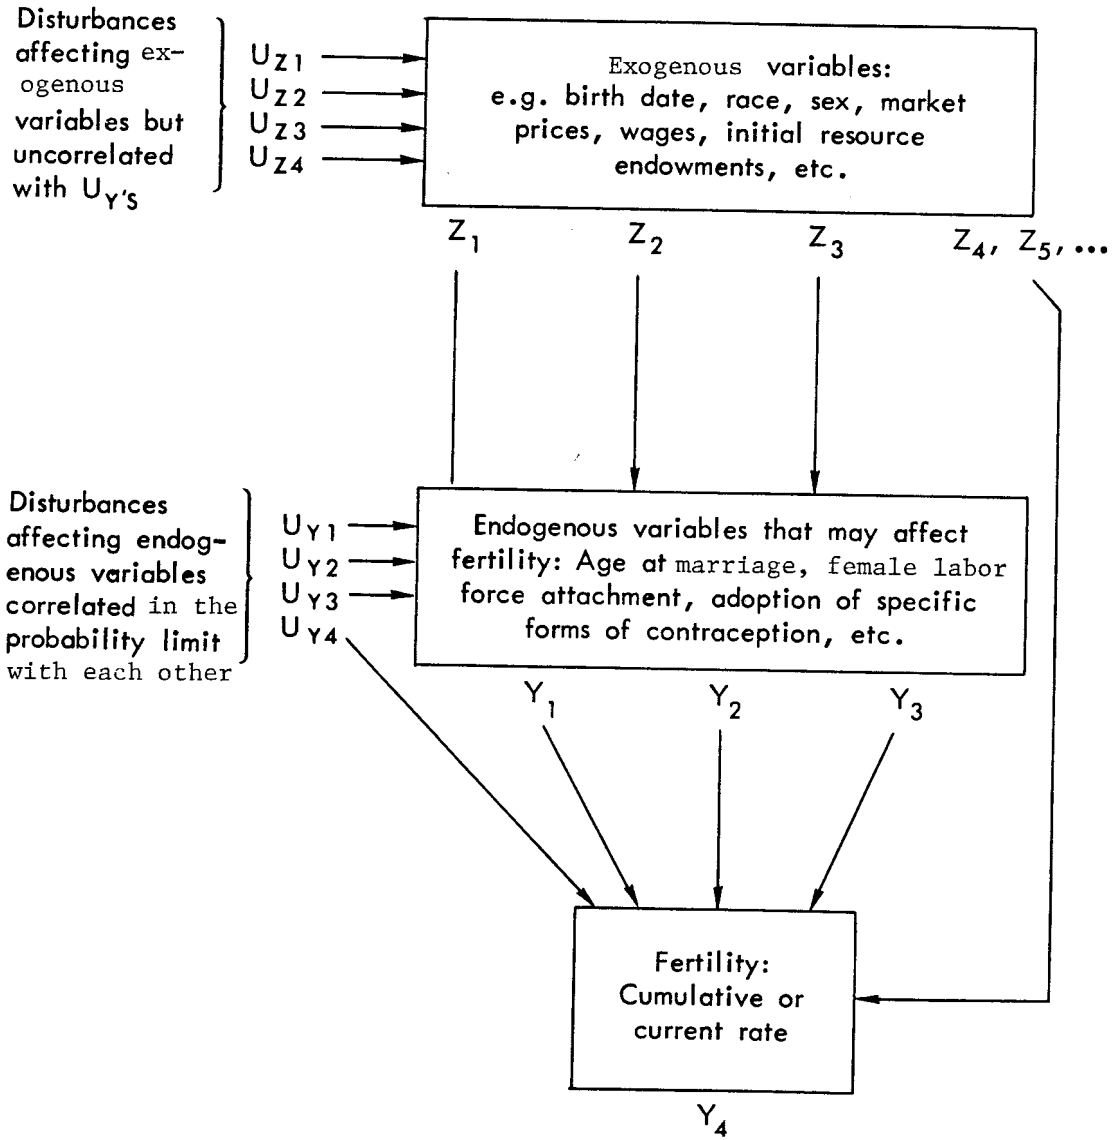 Disturbances
affecting ex-
ogenous
variables but
uncorrelated
with UY'S
UZ1
UZ2
UZ3
UZ4
Exogenous variables:
e.g. birth date, race, sex, market
prices, wages, initial resource
endowments, etc.
Z1 Z2 Z3 Z4, Z5, ...
Disturbances
affecting endog-
enous variables
correlated in the
probability limit
with each other
UY1
UY2
UY3
UY4
Endogenous variables that may affect
fertility: Age at marriage, female labor
force attachment, adoption of specific
forms of contraception, etc.
Y1 Y2 Y3
Fertility:
Cumulative or
current rate
Y4